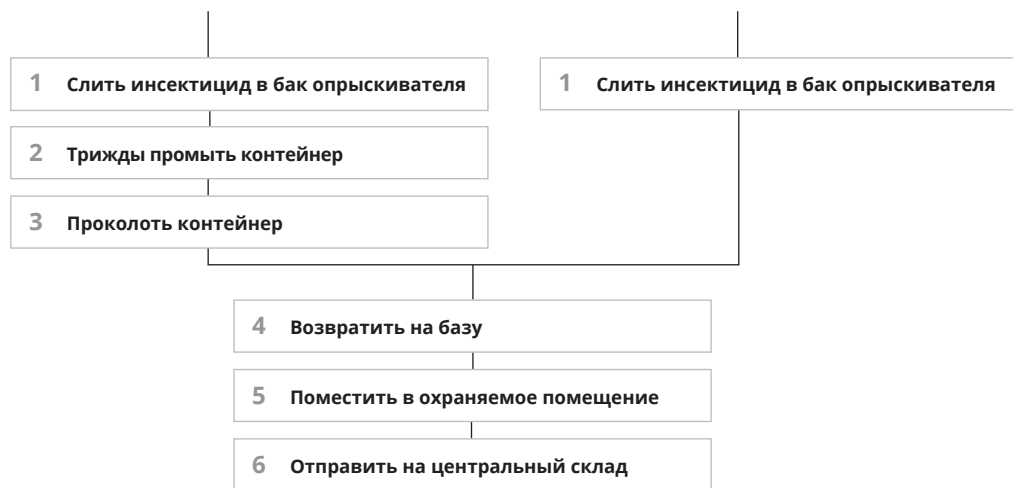 1 Слить инсектицид в бак опрыскивателя
1 Слить инсектицид в бак опрыскивателя
2 Трижды промыть контейнер
3 Проколоть контейнер
4 Возвратить на базу
5 Поместить в охраняемое помещение
6 Отправить на центральный склад